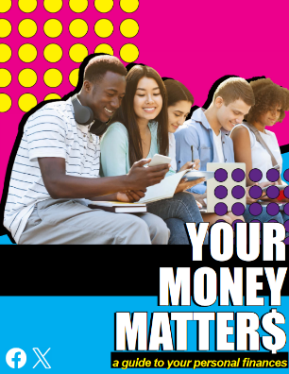 YOUR
MONEY
MATTER$
a guide to your personal finances